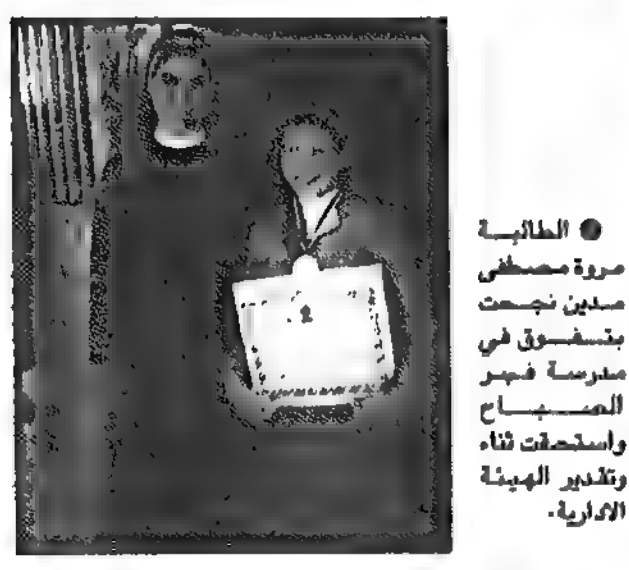 ● الطالبة
مروة مصطفى
مدين نجحت
بتفوق في
مدرسة فجر
الصباح
واستحقت ثناء
وتقدير الهيئة
الادارية.